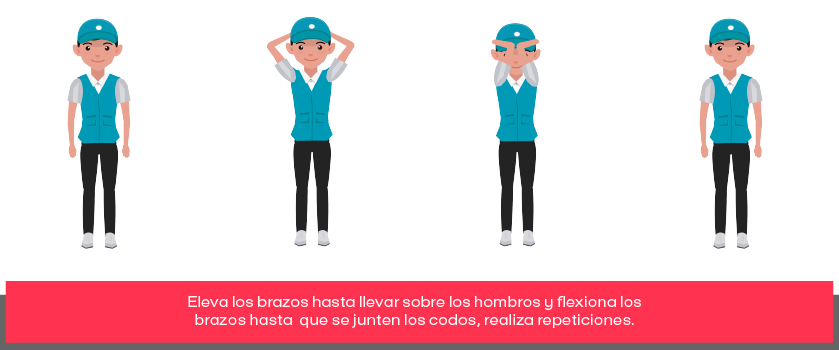 Eleva los brazos hasta llevar sobre los hombros y flexiona los
brazos hasta  que se junten los codos, realiza repeticiones.